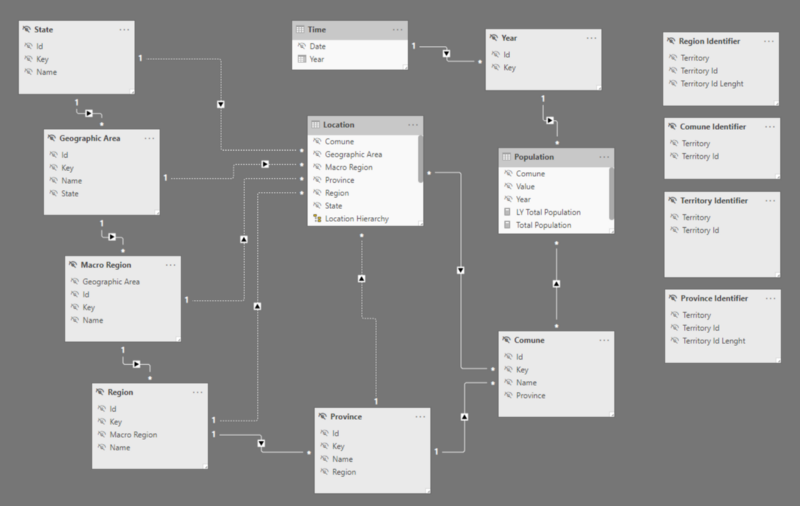 State
Id
Key
Name
Time
Date
Year
Year
Id
Key
Region Identifier
Territory
Territory Id
Territory Id Lenght
Geographic Area
Id
Key
Name
State
Location
Comune
Geographic Area
Macro Region
Province
Region
State
Location Hierarchy
Population
Comune
Value
Year
LY Total Population
Total Population
Comune Identifier
Territory
Territory Id
Territory Identifier
Territory
Territory Id
Macro Region
Geographic Area
Id
Key
Name
Province Identifier
Territory
Territory Id
Territory Id Lenght
Region
Id
Key
Macro Region
Name
Province
Id
Key
Name
Region
Comune
Id
Key
Name
Province
1
1
1
1
1
1
1
1
1
1
1
1
1